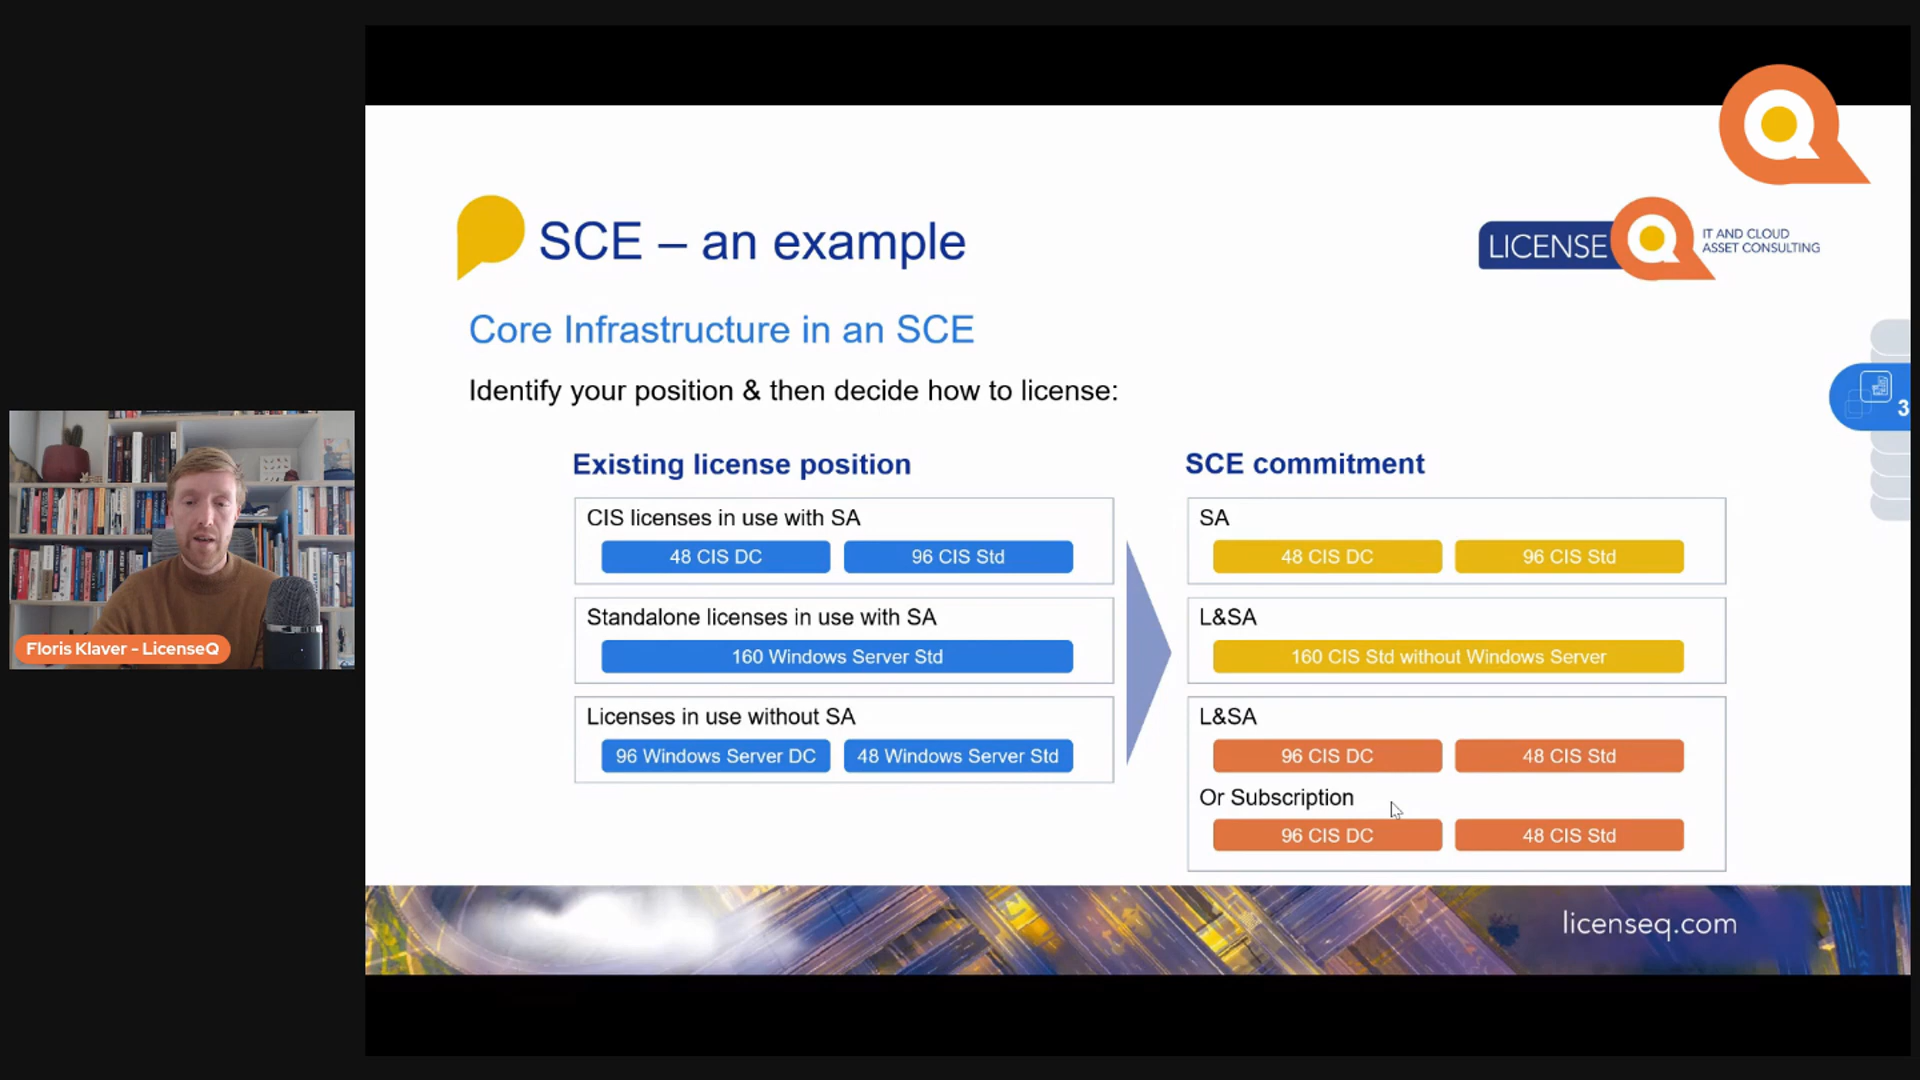 SCE – an example
LICENSE
IT AND CLOUD
ASSET CONSULTING
Core Infrastructure in an SCE
Identify your position & then decide how to license:
3
Existing license position
CIS licenses in use with SA
48 CIS DC
96 CIS Std
Standalone licenses in use with SA
160 Windows Server Std
Licenses in use without SA
96 Windows Server DC
48 Windows Server Std
SCE commitment
SA
48 CIS DC
96 CIS Std
L&SA
160 CIS Std without Windows Server
L&SA
96 CIS DC
48 CIS Std
Or Subscription
96 CIS DC
48 CIS Std
Floris Klaver - LicenseQ
licenseq.com